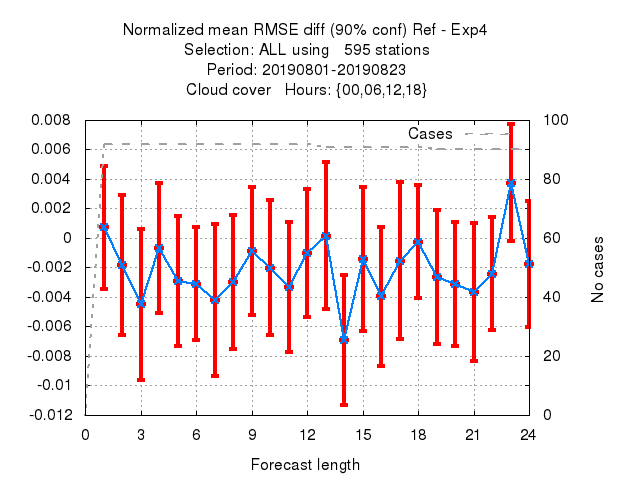 Normalized mean RMSE diff (90% conf) Ref - Exp4
Selection: ALL using 595 stations
Period: 20190801-20190823
Cloud cover Hours: {00,06,12,18}
Cases
0.008
0.006
0.004
0.002
0
-0.002
-0.004
-0.006
-0.008
-0.01
-0.012
100
80
60
40
20
0
No cases
0 3 6 9 12 15 18 21 24
Forecast length